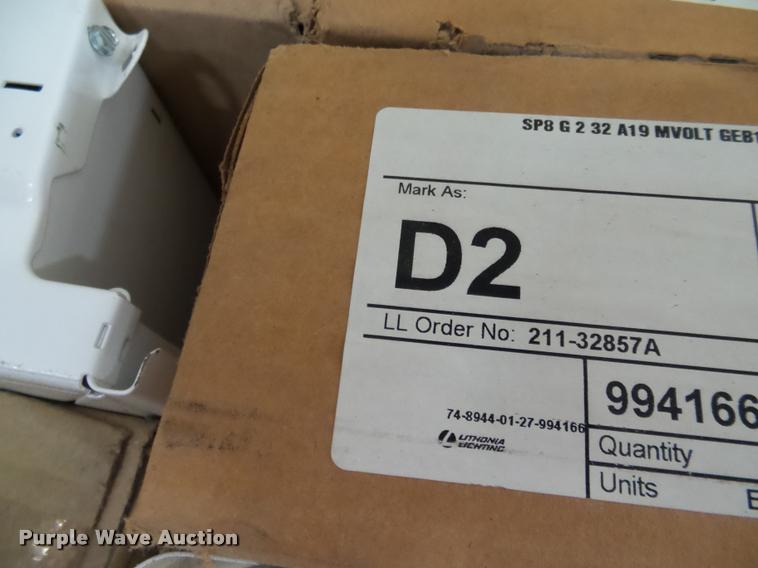 SP8 G 2 32 A19 MVOLT GEB1
Mark As:
D2
LL Order No: 211-32857A
994166
74-8944-01-27-994166
LITHONIA
LIGHTING
Quantity
Units
Purple Wave Auction